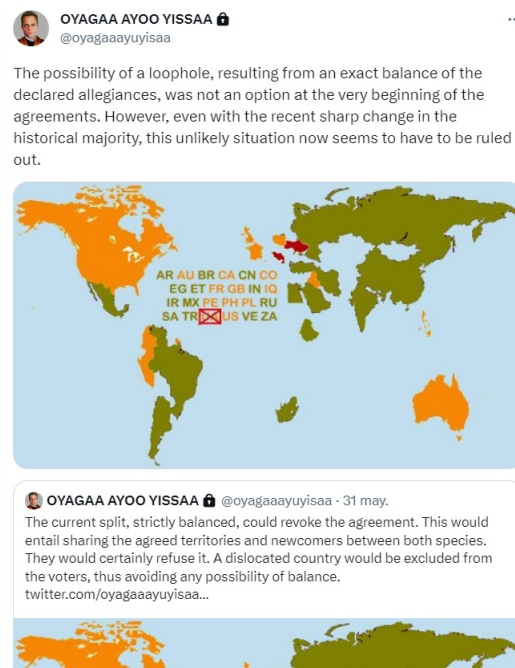 OYAGAA AYOO YISSAA
@oyagaaayuyisaa
The possibility of a loophole, resulting from an exact balance of the
declared allegiances, was not an option at the very beginning of the
agreements. However, even with the recent sharp change in the
historical majority, this unlikely situation now seems to have to be ruled
out.
AR AU BR CA CN CO
EG ET FR GB IN IQ
IR MX PE PH PL RU
SA TR US VE ZA
OYAGAA AYOO YISSAA @oyagaaayuyisaa · 31 may.
The current split, strictly balanced, could revoke the agreement. This would
entail sharing the agreed territories and newcomers between both species.
They would certainly refuse it. A dislocated country would be excluded from
the voters, thus avoiding any possibility of balance.
twitter.com/oyagaaayuyisaa...